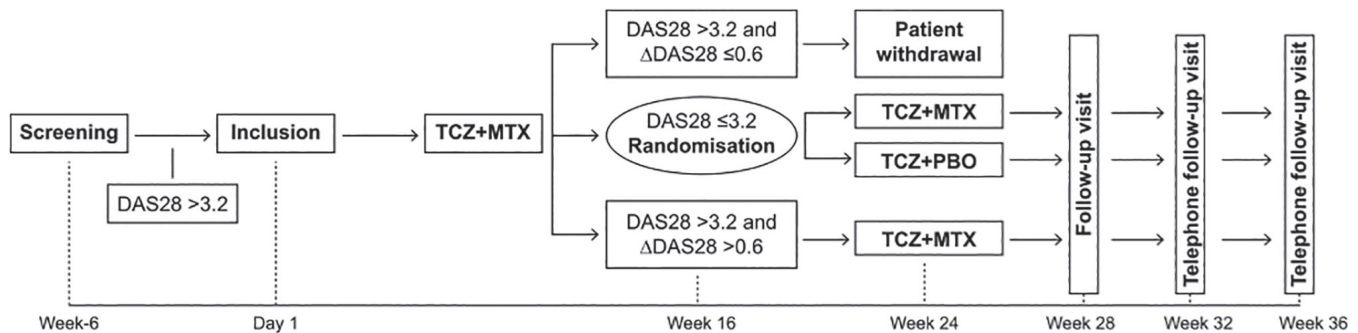 DAS28 >3.2 and
ΔDAS28 ≤0.6
Patient
withdrawal
Screening
Inclusion
TCZ+MTX
DAS28 ≤3.2
Randomisation
TCZ+MTX
TCZ+PBO
DAS28 >3.2
DAS28 >3.2 and
ΔDAS28 >0.6
TCZ+MTX
Follow-up visit
Telephone follow-up visit
Telephone follow-up visit
Week-6
Day 1
Week 16
Week 24
Week 28
Week 32
Week 36